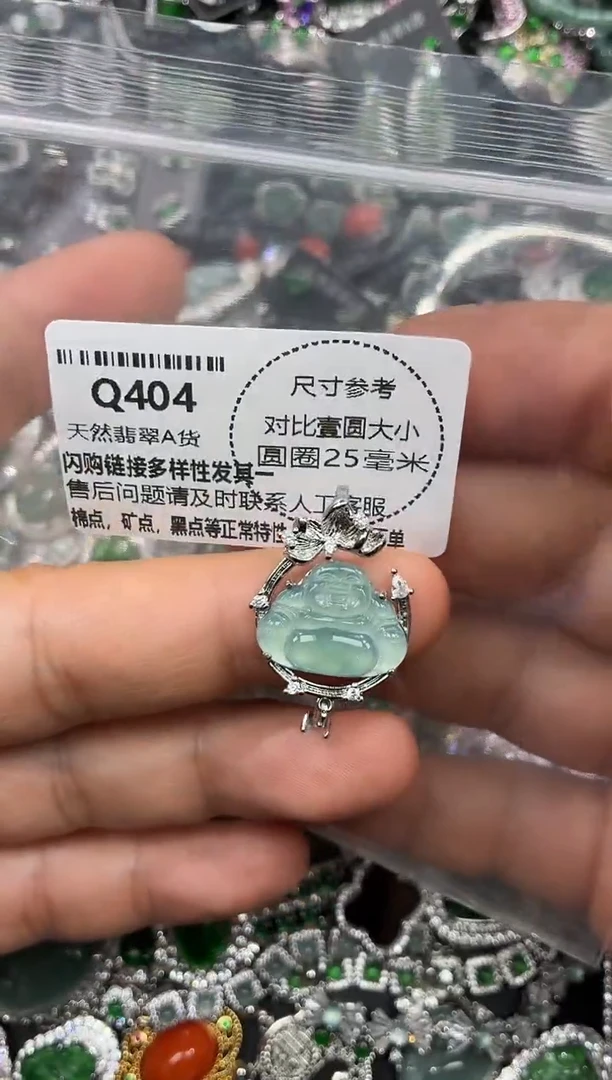 Q404
天然翡翠A货
尺寸参考
对比壹圆大小
圆圈25毫米
闪购链接多样性发其一
售后问题请及时联系人工客服
棉点，矿点，黑点等正常特性
单